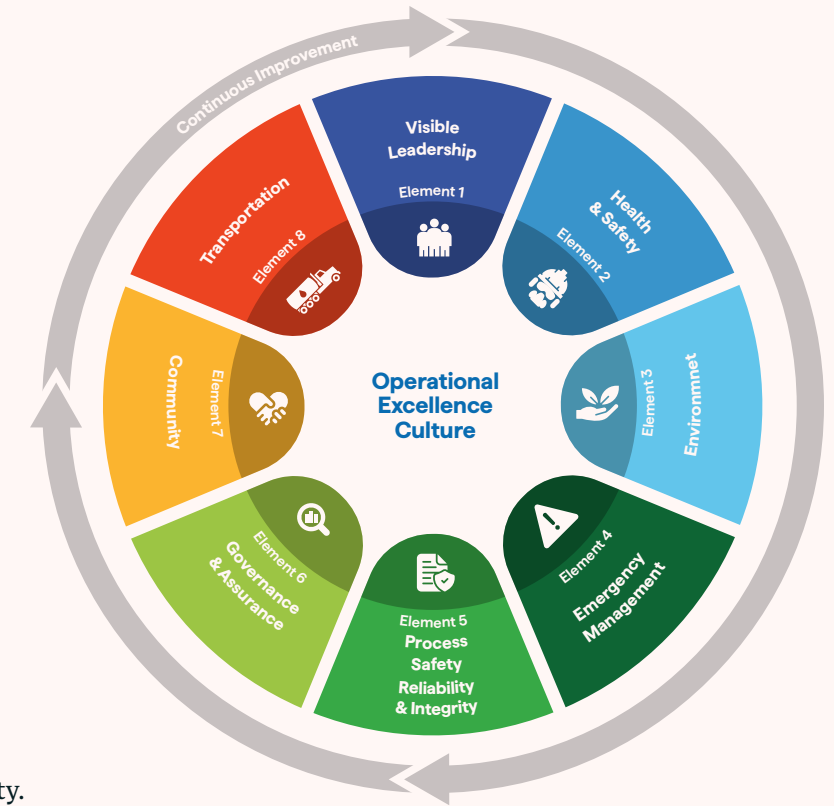 Continuous Improvement
Visible
Leadership
Element 1
Health
& Safety
Element 2
Environmnet
Element 3
Emergency
Management
Element 4
Element 5
Process
Safety
Reliability
& Integrity
Governance
& Assurance
Element 6
Community
Element 7
Transportation
Element 8
Operational
Excellence
Culture
ty.